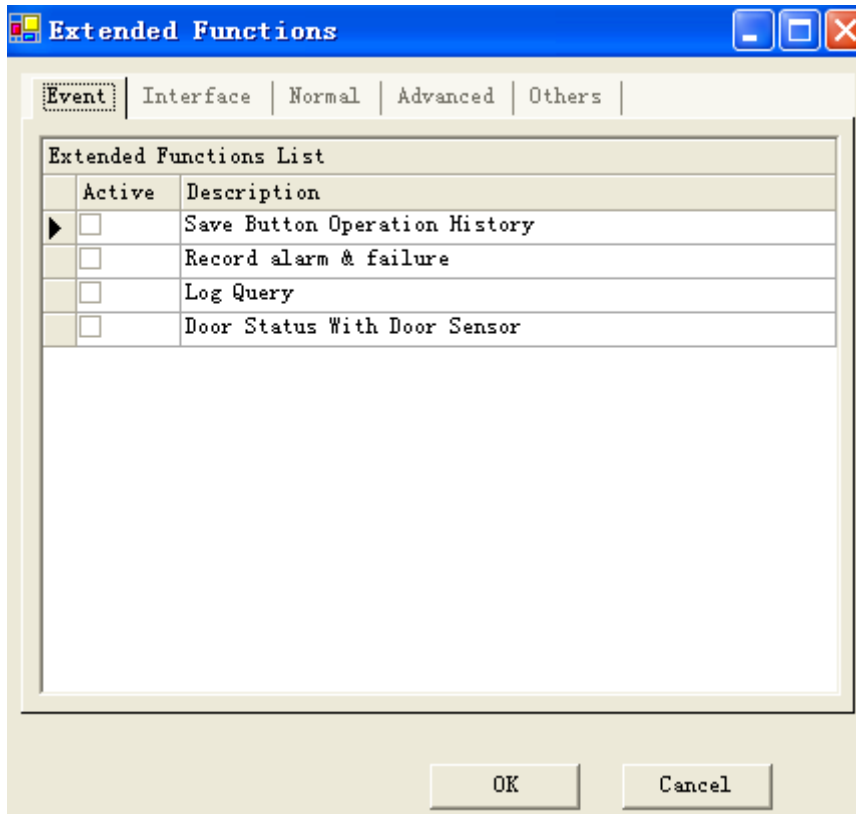 Extended Functions
Event Interface Normal Advanced Others
Extended Functions List
Active Description
Save Button Operation History
Record alarm & failure
Log Query
Door Status With Door Sensor
OK Cancel